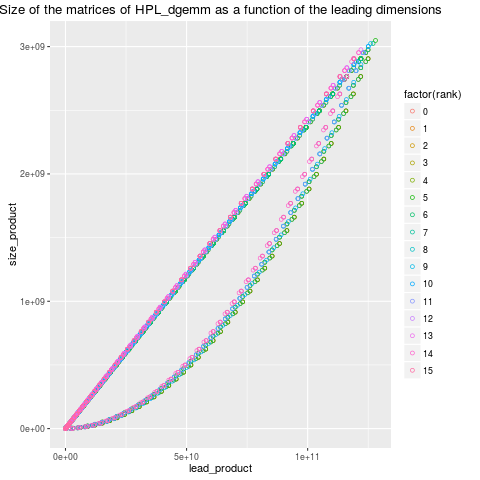 Size of the matrices of HPL_dgemm as a function of the leading dimensions
size_product
3e+09
2e+09
1e+09
0e+00
0e+00
5e+10
1e+11
lead_product
factor(rank)
0
1
2
3
4
5
6
7
8
9
10
11
12
13
14
15